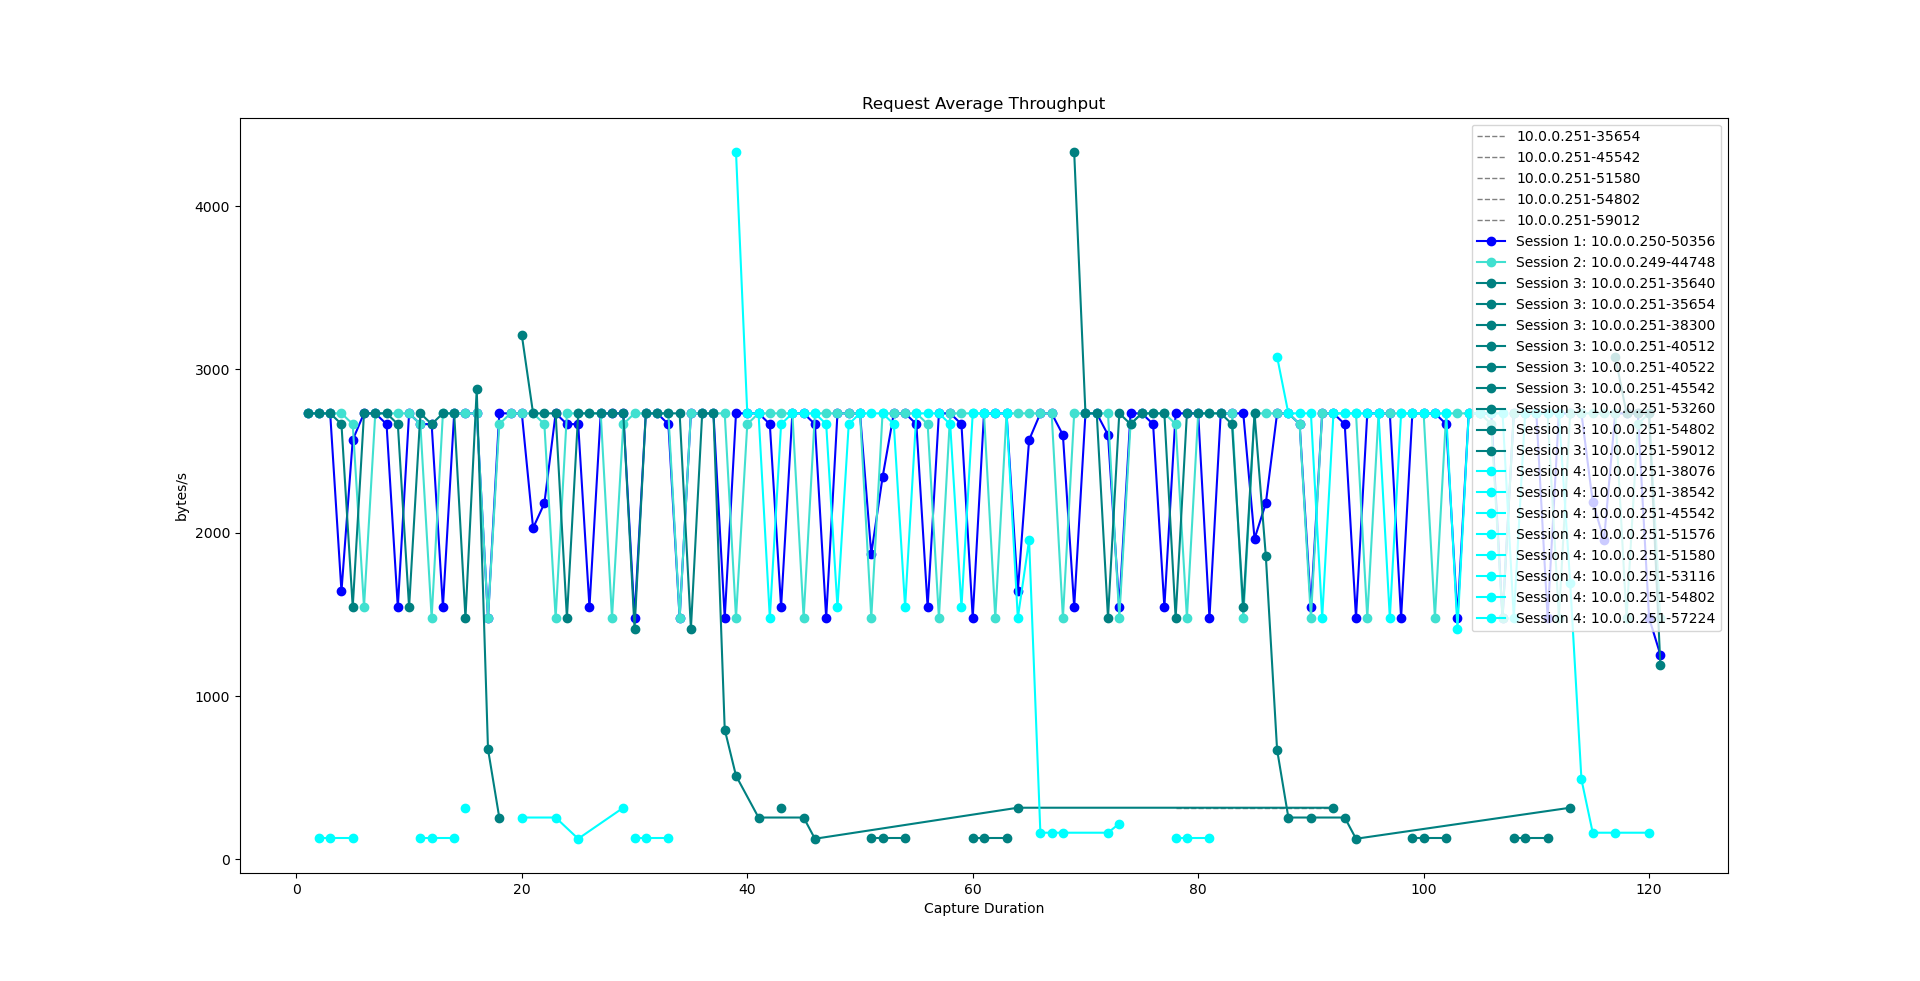 Request Average Throughput
bytes/s
4000
3000
2000
1000
0
0 20 40 60 80 100 120
Capture Duration
10.0.0.251-35654
10.0.0.251-45542
10.0.0.251-51580
10.0.0.251-54802
10.0.0.251-59012
Session 1: 10.0.0.250-50356
Session 2: 10.0.0.249-44748
Session 3: 10.0.0.251-35640
Session 3: 10.0.0.251-35654
Session 3: 10.0.0.251-38300
Session 3: 10.0.0.251-40512
Session 3: 10.0.0.251-40522
Session 3: 10.0.0.251-45542
Session 3: 10.0.0.251-53260
Session 3: 10.0.0.251-54802
Session 3: 10.0.0.251-59012
Session 4: 10.0.0.251-38076
Session 4: 10.0.0.251-38542
Session 4: 10.0.0.251-45542
Session 4: 10.0.0.251-51576
Session 4: 10.0.0.251-51580
Session 4: 10.0.0.251-53116
Session 4: 10.0.0.251-54802
Session 4: 10.0.0.251-57224